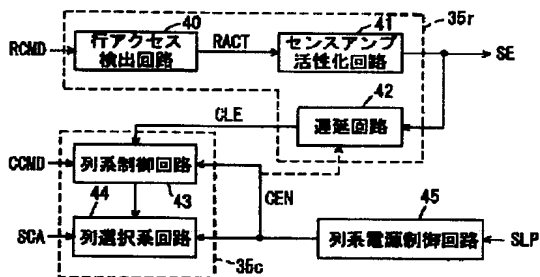 40
41
35r
RCMD
行アクセス
検出回路
RACT
センスアンプ
活性化回路
SE
42
CLE
遅延回路
CCMD
列系制御回路
44
43
CEN
45
SCA
列選択系回路
列系電源制御回路
SLP
35c